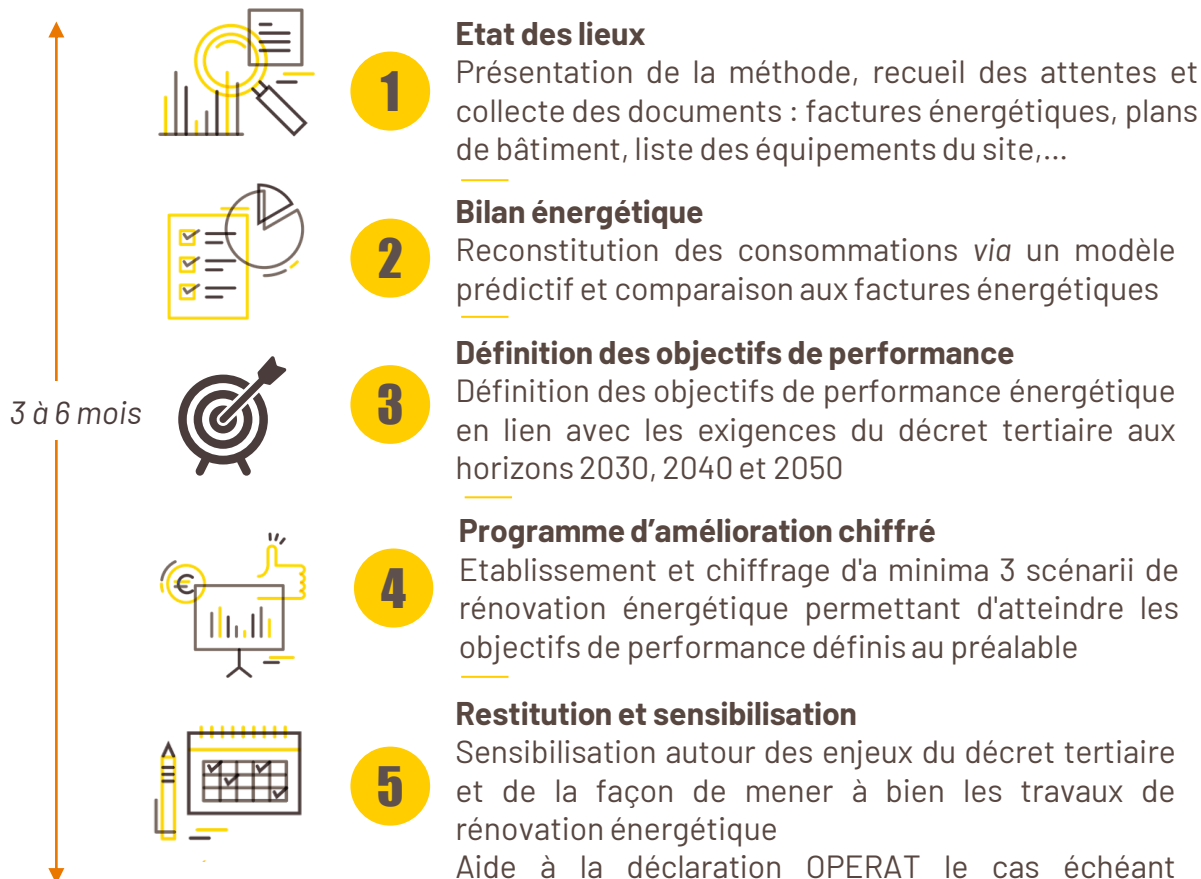 Etat des lieux
1
Présentation de la méthode, recueil des attentes et
collecte des documents : factures énergétiques, plans
de bâtiment, liste des équipements du site,...
Bilan énergétique
2
Reconstitution des consommations via un modèle
prédictif et comparaison aux factures énergétiques
Définition des objectifs de performance
3 à 6 mois
3
Définition des objectifs de performance énergétique
en lien avec les exigences du décret tertiaire aux
horizons 2030, 2040 et 2050
Programme d’amélioration chiffré
€
4
Etablissement et chiffrage d'a minima 3 scénarii de
rénovation énergétique permettant d'atteindre les
objectifs de performance définis au préalable
Restitution et sensibilisation
5
Sensibilisation autour des enjeux du décret tertiaire
et de la façon de mener à bien les travaux de
rénovation énergétique
Aide à la déclaration OPERAT le cas échéant